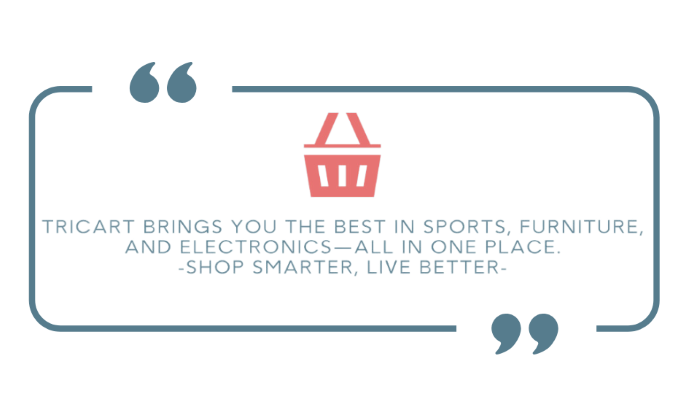 TRICART BRINGS YOU THE BEST IN SPORTS, FURNITURE,
AND ELECTRONICS—ALL IN ONE PLACE.
-SHOP SMARTER, LIVE BETTER-